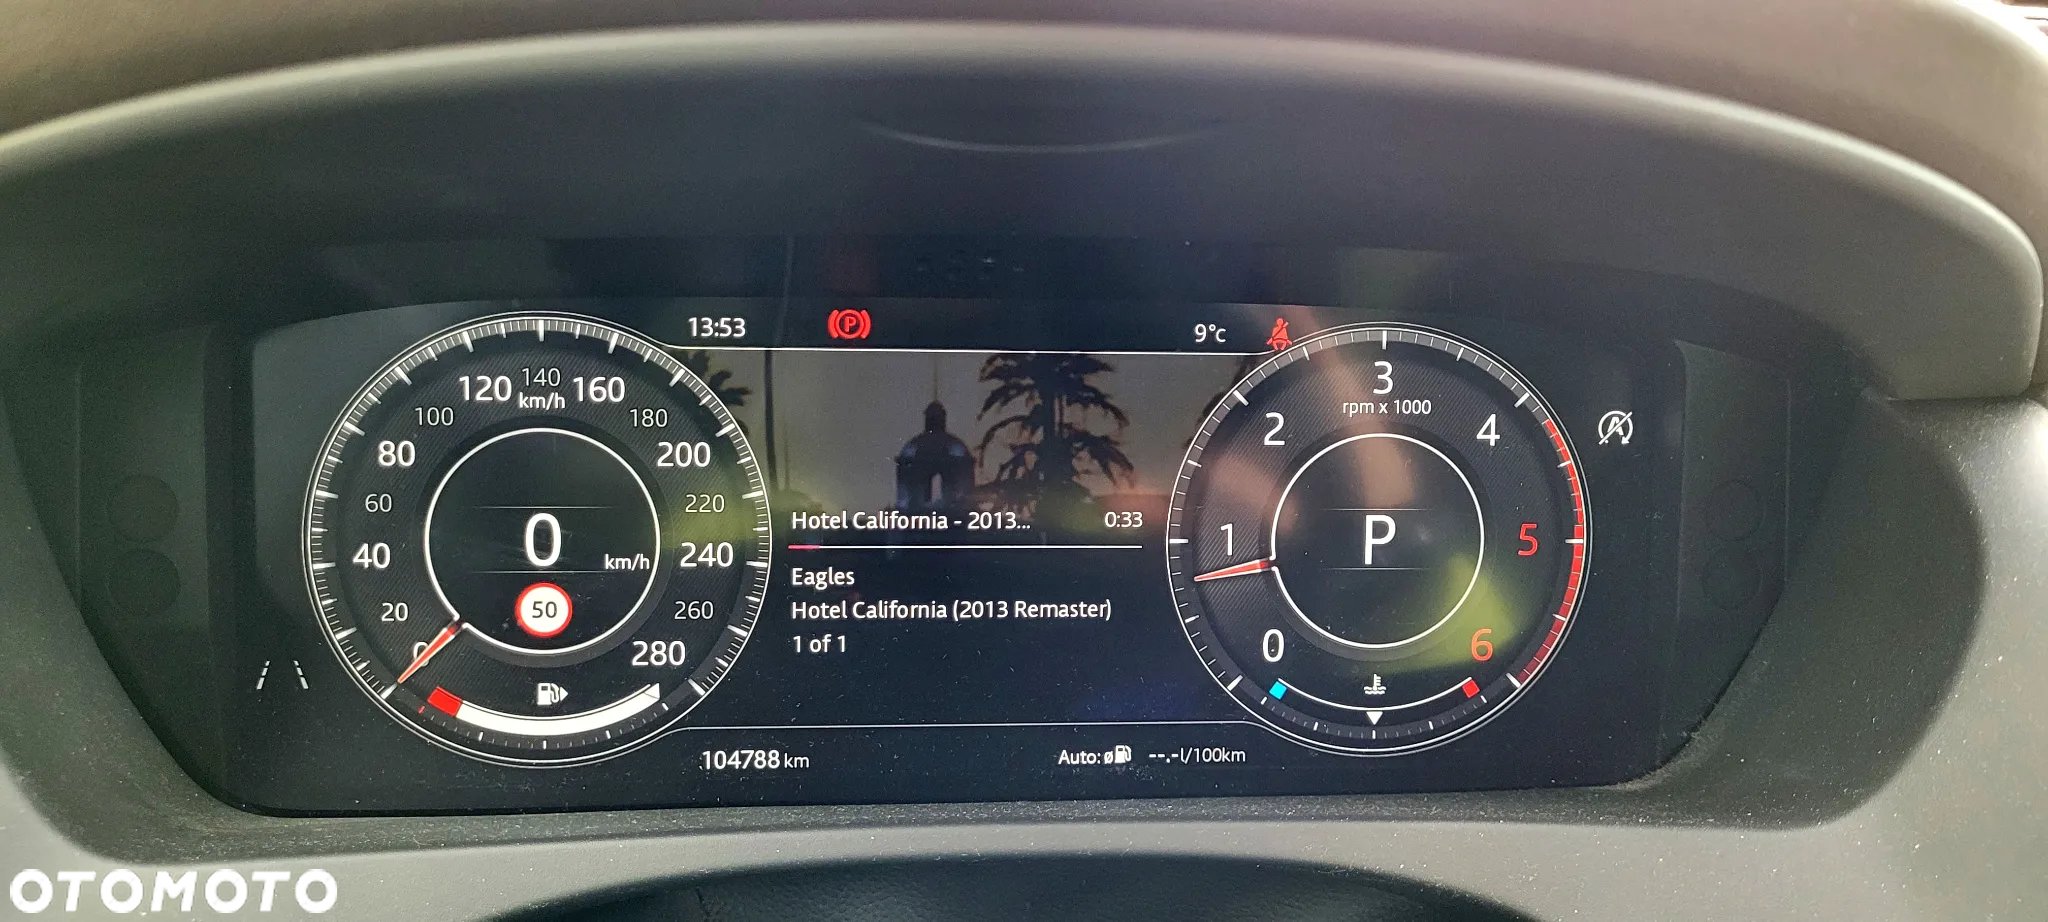 13:53
9°c
120 140 160
km/h
100 180
80 200
60 220
40 240
20 260
0 280
0 km/h
50
Hotel California - 2013... 0:33
Eagles
Hotel California (2013 Remaster)
1 of 1
3
rpm x 1000
2 4
1 5
0 6
P
P
104788 km
Auto: ø --.-l/100km
OTOMOTO